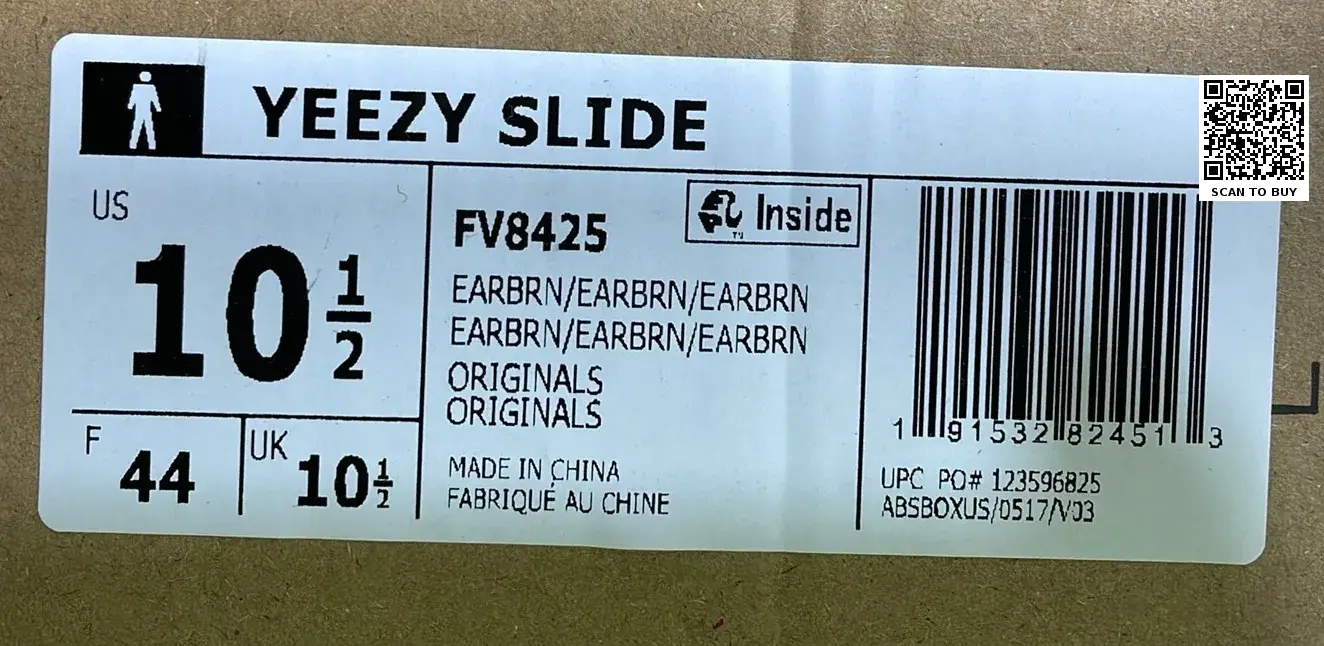 YEEZY SLIDE
SCAN TO BUY
US
10 1/2
F
44
UK
10 1/2
FV8425
Inside
TM
EARBRN/EARBRN/EARBRN
EARBRN/EARBRN/EARBRN
ORIGINALS
ORIGINALS
MADE IN CHINA
FABRIQUÉ AU CHINE
1 91532 82451 3
UPC PO# 123596825
ABSBOXUS/0517/V03